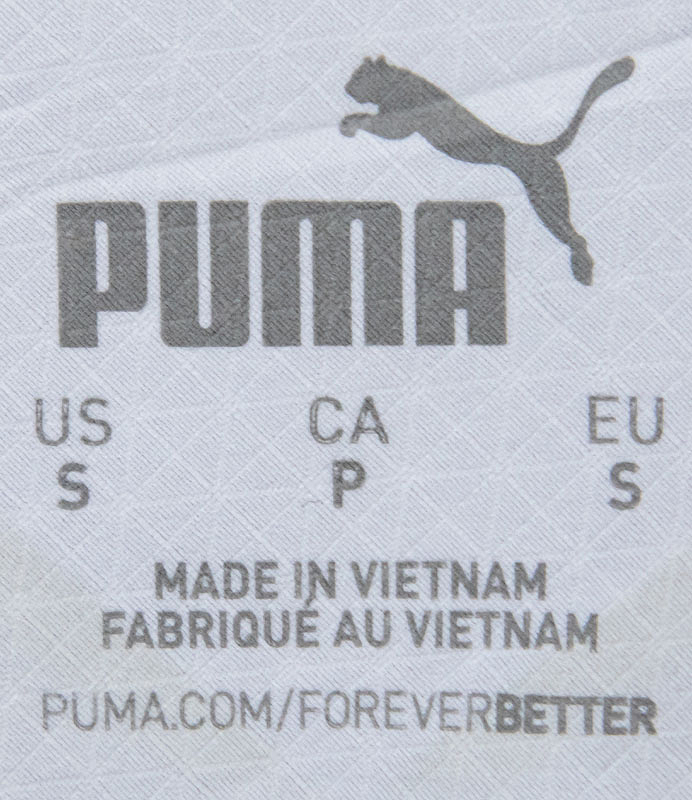 PUMA
US CA EU
S P S
MADE IN VIETNAM
FABRIQUÉ AU VIETNAM
PUMA.COM/FOREVERBETTER